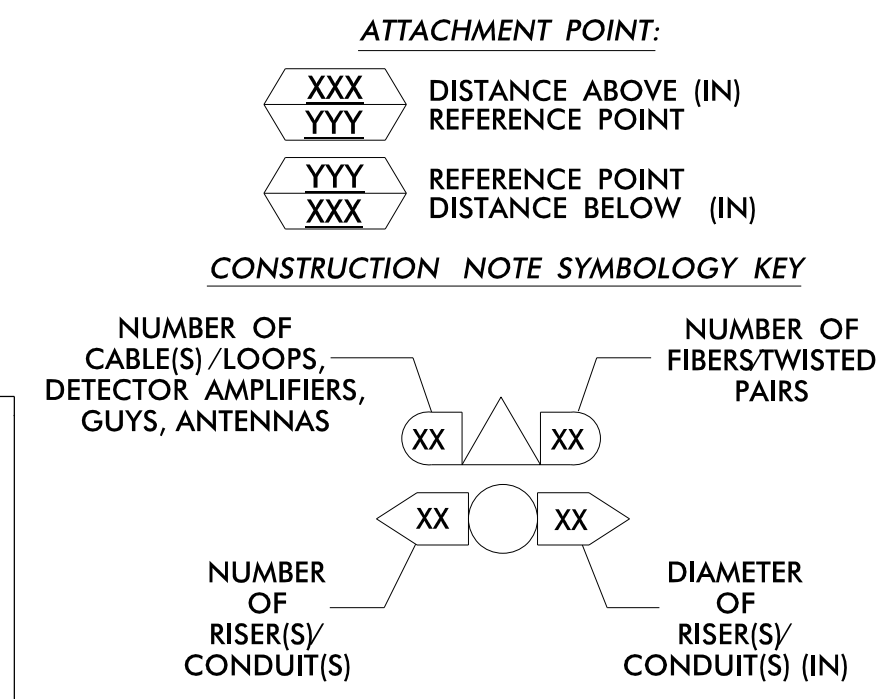 ATTACHMENT POINT:
XXX
YYY
DISTANCE ABOVE (IN)
REFERENCE POINT
YYY
XXX
REFERENCE POINT
DISTANCE BELOW (IN)
CONSTRUCTION NOTE SYMBOLOGY KEY
NUMBER OF
CABLE(S)/LOOPS,
DETECTOR AMPLIFIERS,
GUYS, ANTENNAS
NUMBER OF
FIBERS/TWISTED
PAIRS
XX
XX
XX
XX
NUMBER
OF
RISER(S)/
CONDUIT(S)
DIAMETER
OF
RISER(S)/
CONDUIT(S) (IN)